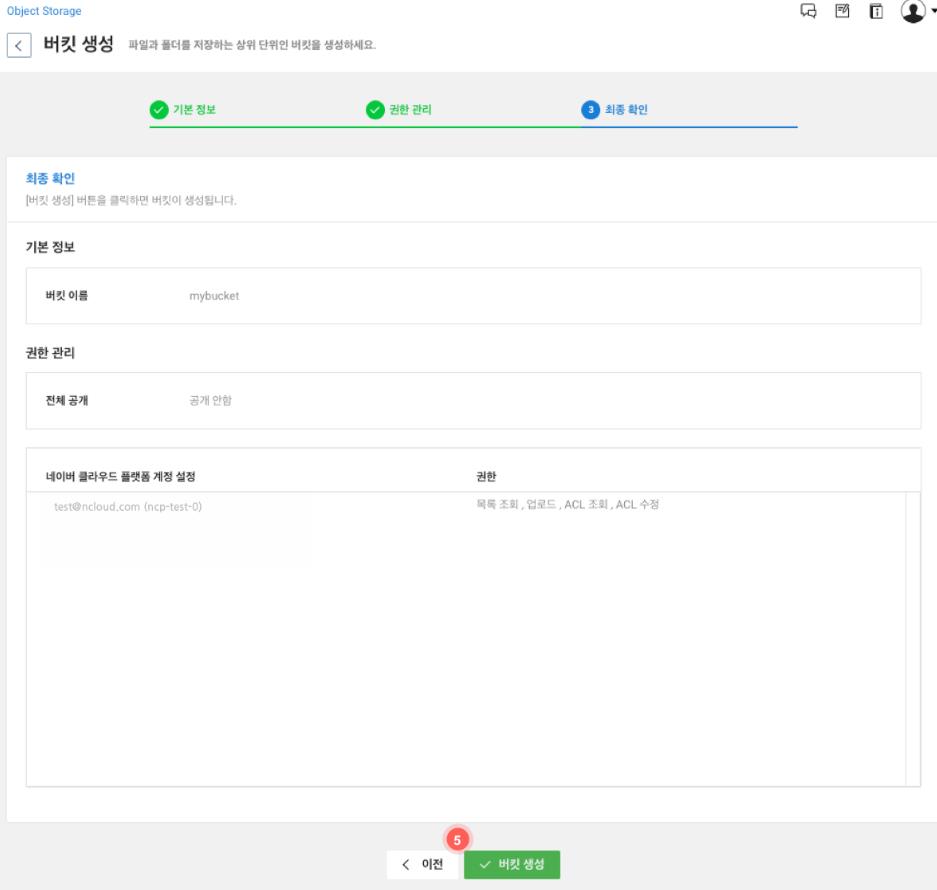 Object Storage
버킷 생성 파일과 폴더를 저장하는 상위 단위인 버킷을 생성하세요.
기본 정보 권한 관리 3 최종 확인
최종 확인
[버킷 생성] 버튼을 클릭하면 버킷이 생성됩니다.
기본 정보
버킷 이름 mybucket
권한 관리
전체 공개 공개 안함
네이버 클라우드 플랫폼 계정 설정 권한
test@ncloud.com (ncp-test-0) 목록 조회 , 업로드 , ACL 조회 , ACL 수정
5
이전 버킷 생성